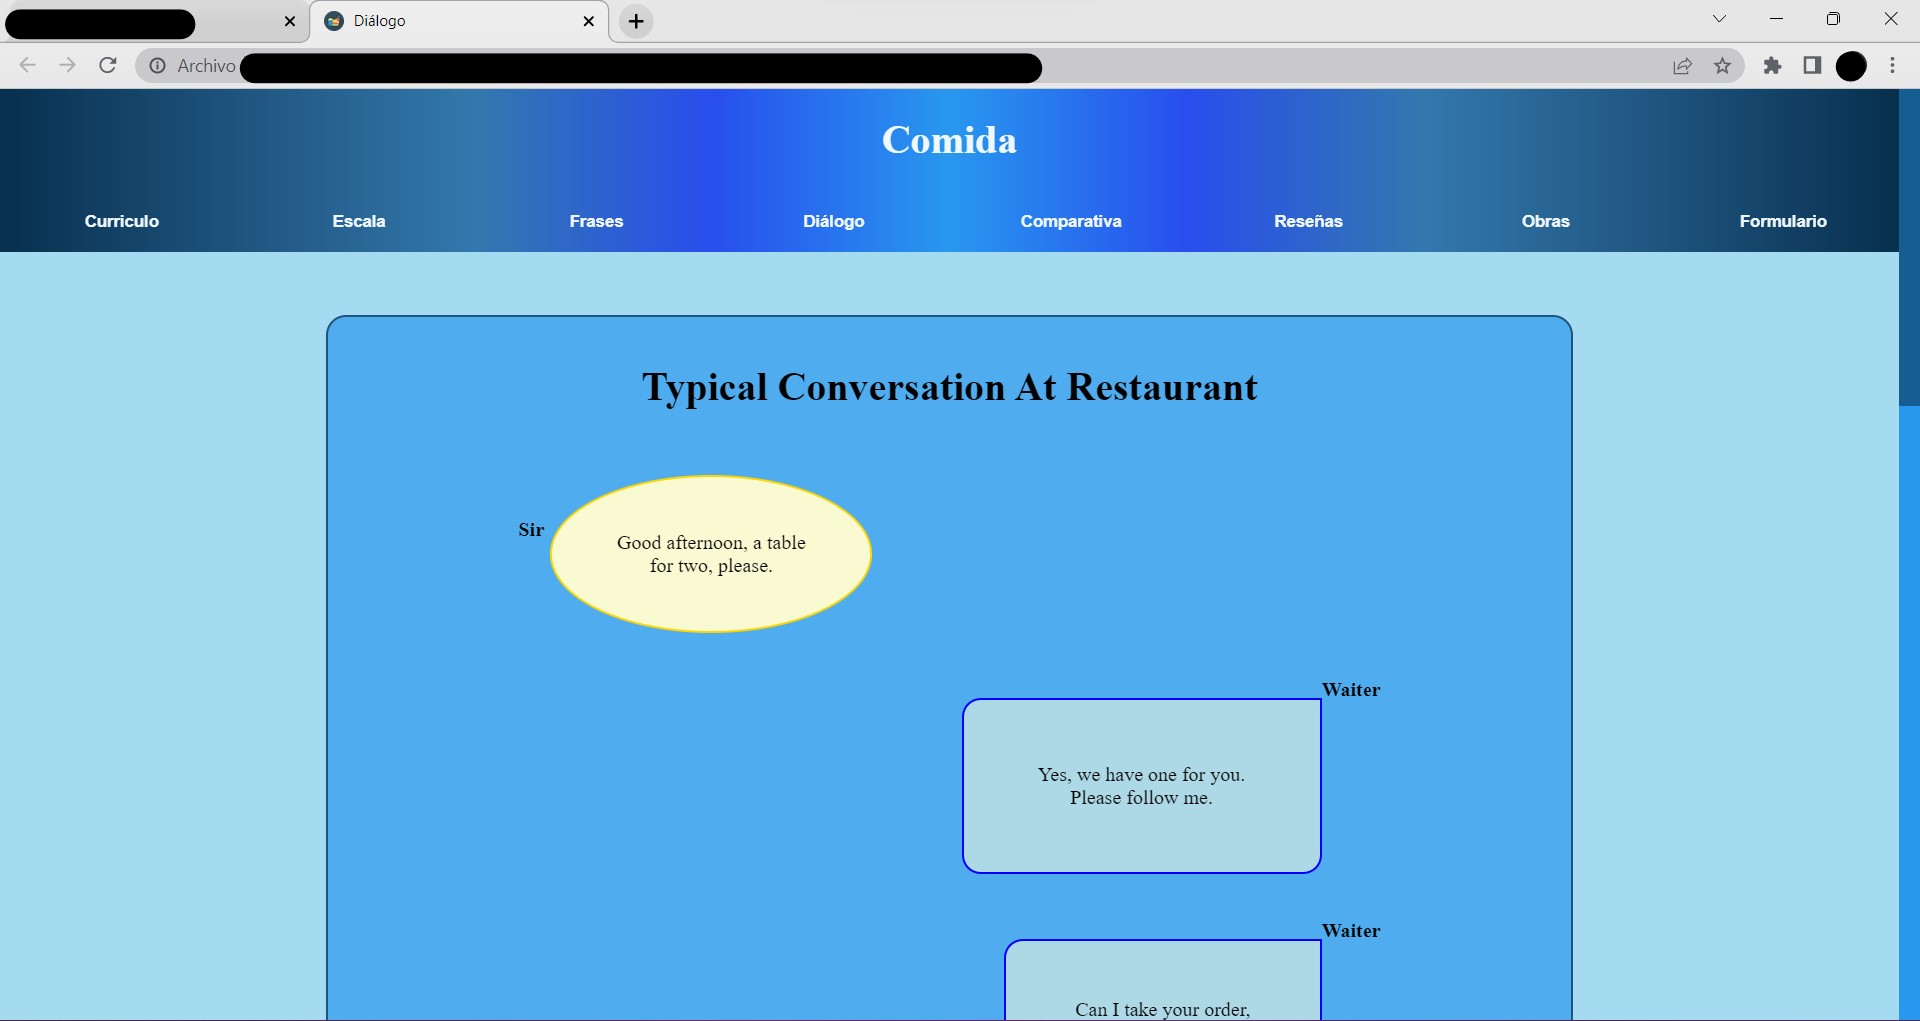 Diálogo
Archivo
Comida
Curriculo
Escala
Frases
Diálogo
Comparativa
Reseñas
Obras
Formulario
Typical Conversation At Restaurant
Sir
Good afternoon, a table
for two, please.
Waiter
Yes, we have one for you.
Please follow me.
Waiter
Can I take your order,